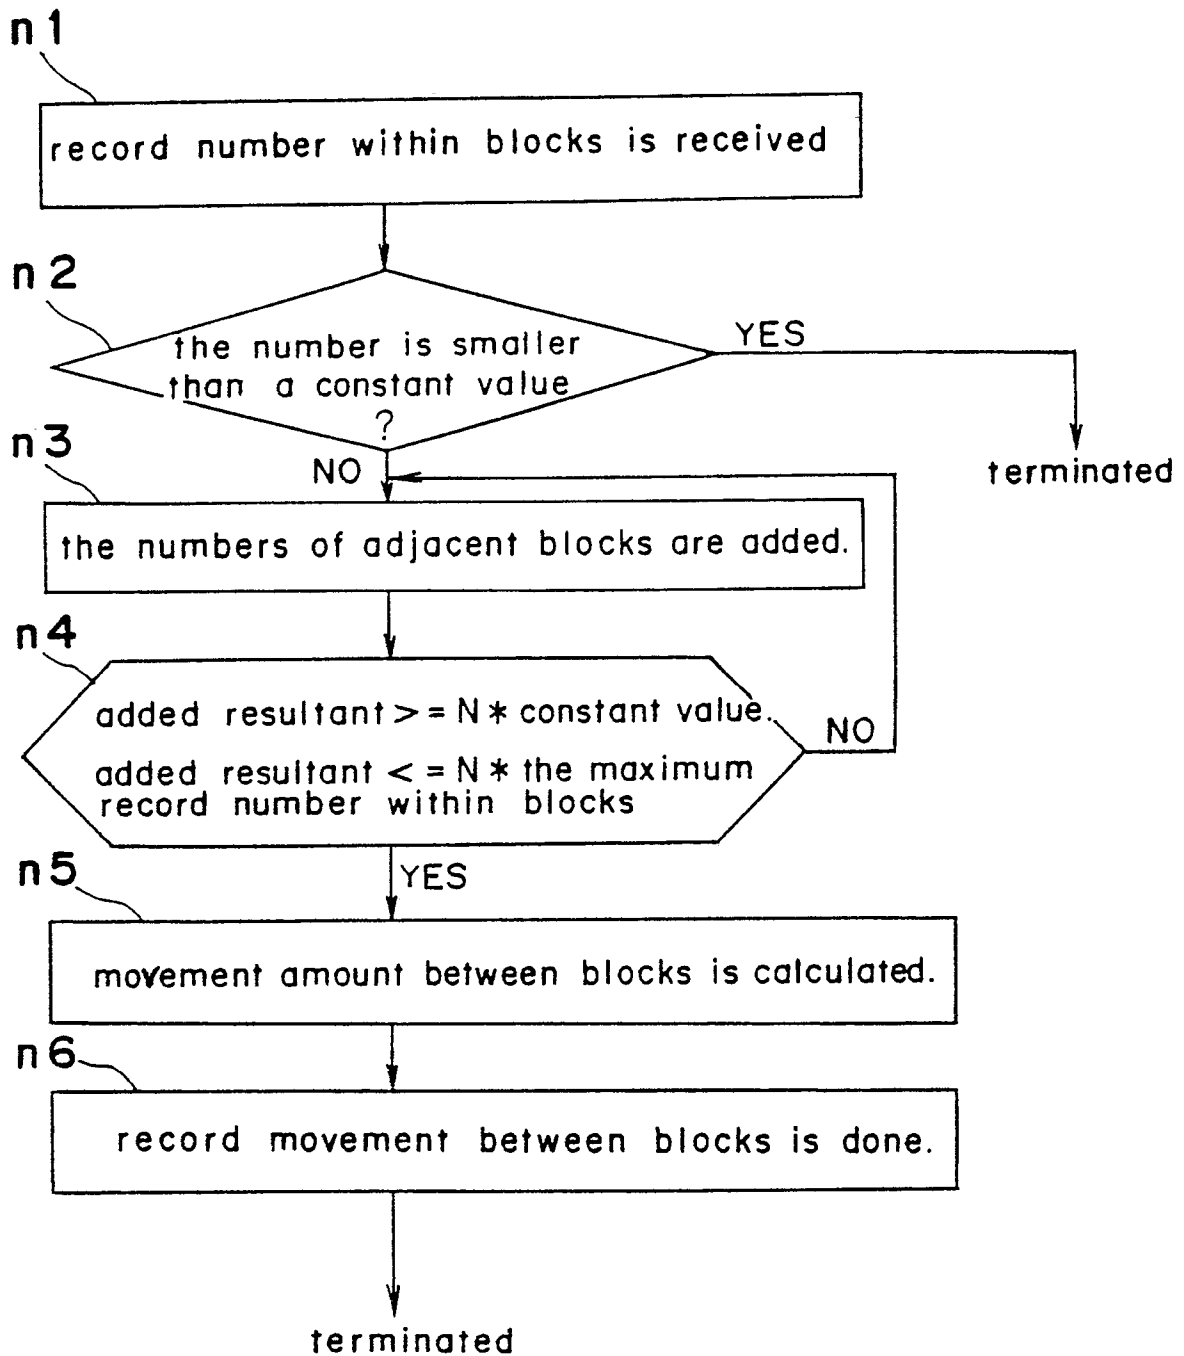 n1
record number within blocks is received
n2
the number is smaller
than a constant value
?
YES
terminated
NO
n3
the numbers of adjacent blocks are added.
n4
added resultant >= N * constant value.
added resultant <= N * the maximum
record number within blocks
NO
YES
n5
movement amount between blocks is calculated.
n6
record movement between blocks is done.
terminated